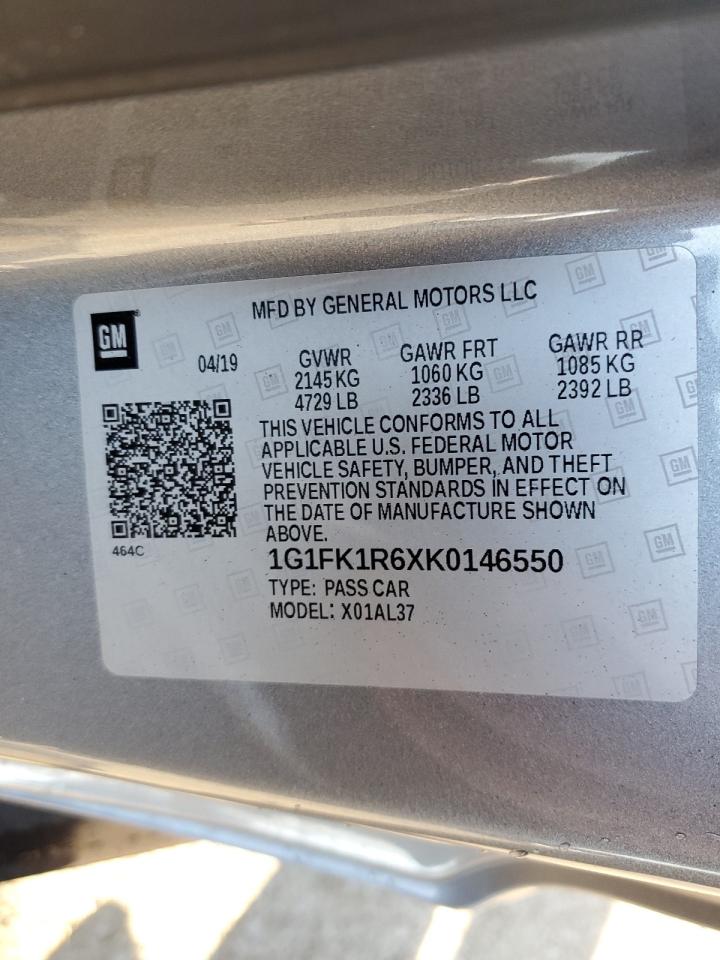 MFD BY GENERAL MOTORS LLC
GM
04/19
GVWR
2145 KG
4729 LB
GAWR FRT
1060 KG
2336 LB
GAWR RR
1085 KG
2392 LB
THIS VEHICLE CONFORMS TO ALL
APPLICABLE U.S. FEDERAL MOTOR
VEHICLE SAFETY, BUMPER, AND THEFT
PREVENTION STANDARDS IN EFFECT ON
THE DATE OF MANUFACTURE SHOWN
ABOVE.
464C
1G1FK1R6XK0146550
TYPE: PASS CAR
MODEL: X01AL37